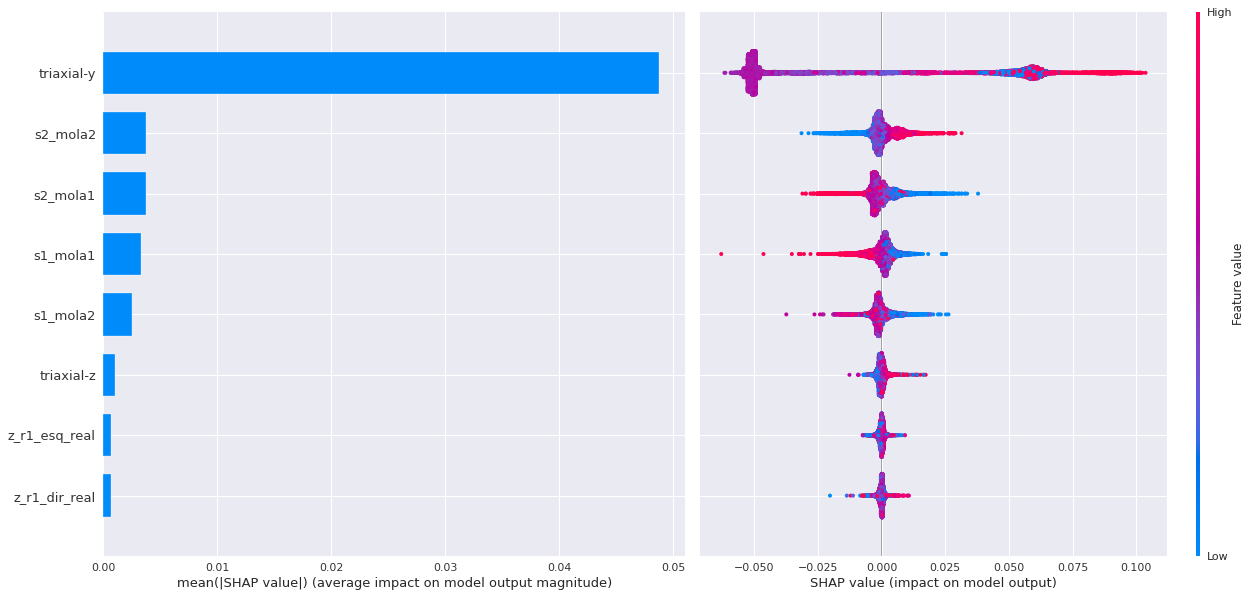 triaxial-y
s2_mola2
s2_mola1
s1_mola1
s1_mola2
triaxial-z
z_r1_esq_real
z_r1_dir_real
0.00 0.01 0.02 0.03 0.04 0.05
mean(|SHAP value|) (average impact on model output magnitude)
−0.050 −0.025 0.000 0.025 0.050 0.075 0.100
SHAP value (impact on model output)
High
Feature value
Low